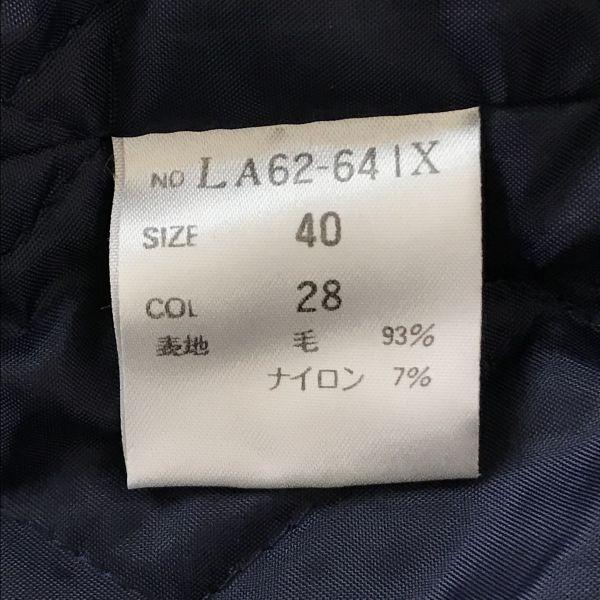 NO LA62-641X
SIZE 40
COL 28
表地 毛 93%
ナイロン 7%